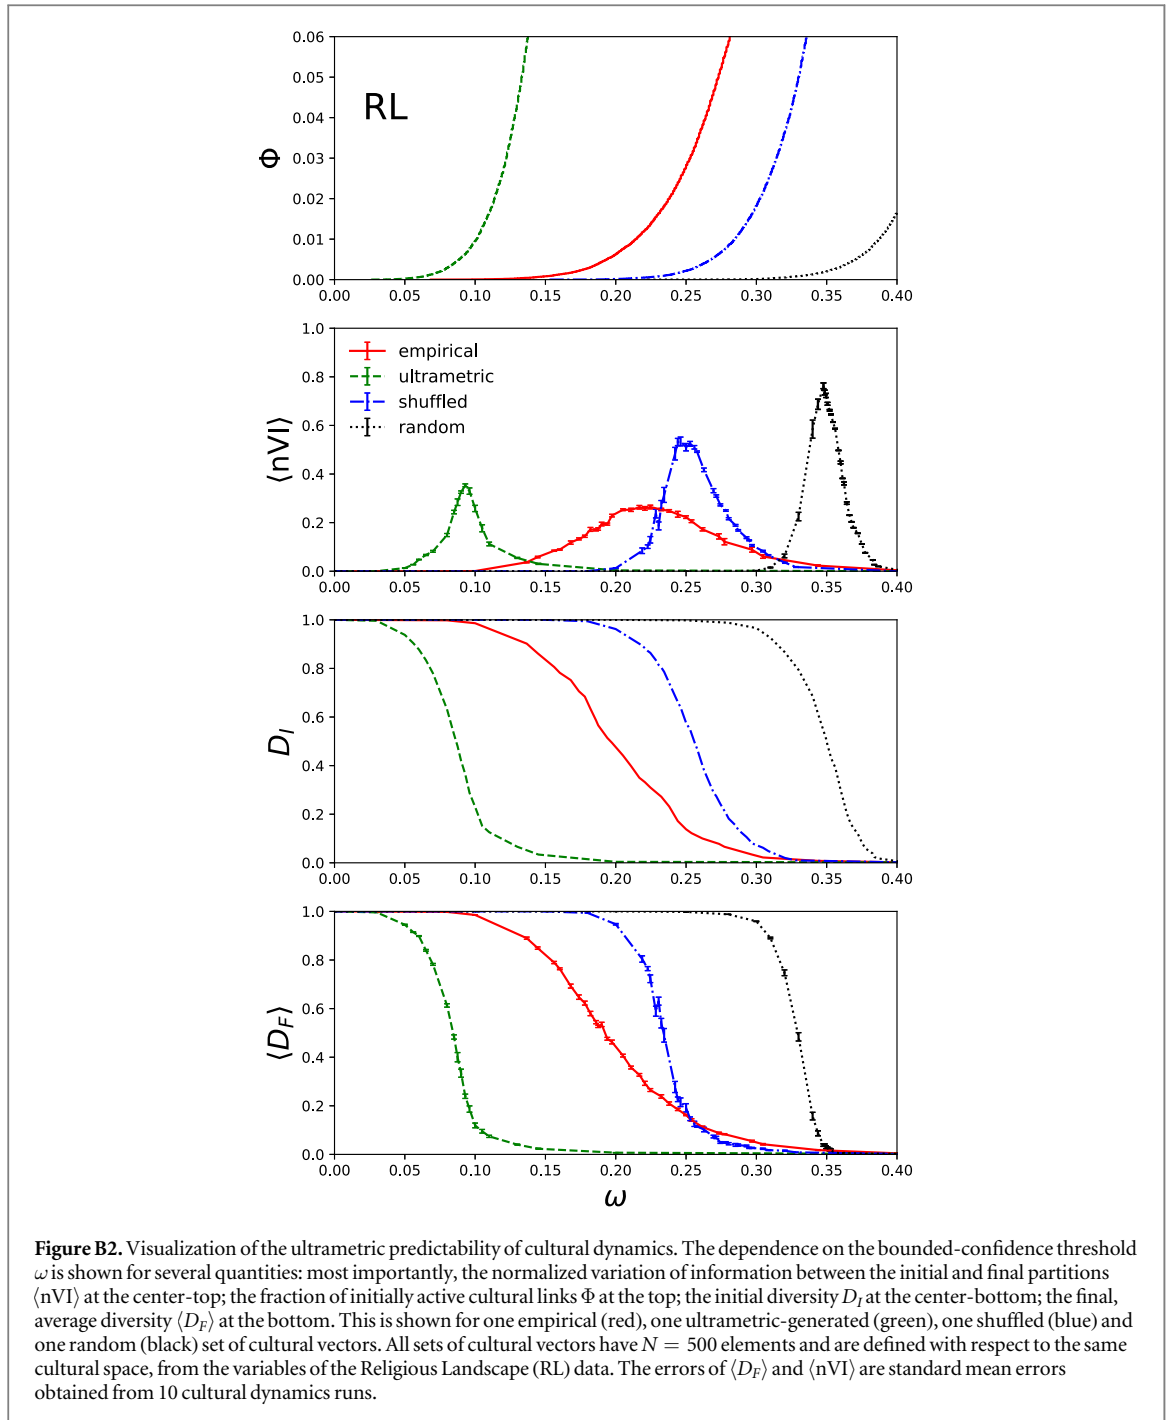 0.06
0.05
0.04
0.03
0.02
0.01
0.00
Φ
RL
0.00 0.05 0.10 0.15 0.20 0.25 0.30 0.35 0.40
1.0
0.8
0.6
0.4
0.2
0.0
⟨nVI⟩
empirical
ultrametric
shuffled
random
0.00 0.05 0.10 0.15 0.20 0.25 0.30 0.35 0.40
1.0
0.8
0.6
0.4
0.2
0.0
D_I
0.00 0.05 0.10 0.15 0.20 0.25 0.30 0.35 0.40
1.0
0.8
0.6
0.4
0.2
0.0
⟨D_F⟩
0.00 0.05 0.10 0.15 0.20 0.25 0.30 0.35 0.40
ω
Figure B2. Visualization of the ultrametric predictability of cultural dynamics. The dependence on the bounded-confidence threshold
ω is shown for several quantities: most importantly, the normalized variation of information between the initial and final partitions
⟨nVI⟩ at the center-top; the fraction of initially active cultural links Φ at the top; the initial diversity D_I at the center-bottom; the final,
average diversity ⟨D_F⟩ at the bottom. This is shown for one empirical (red), one ultrametric-generated (green), one shuffled (blue) and
one random (black) set of cultural vectors. All sets of cultural vectors have N = 500 elements and are defined with respect to the same
cultural space, from the variables of the Religious Landscape (RL) data. The errors of ⟨D_F⟩ and ⟨nVI⟩ are standard mean errors
obtained from 10 cultural dynamics runs.